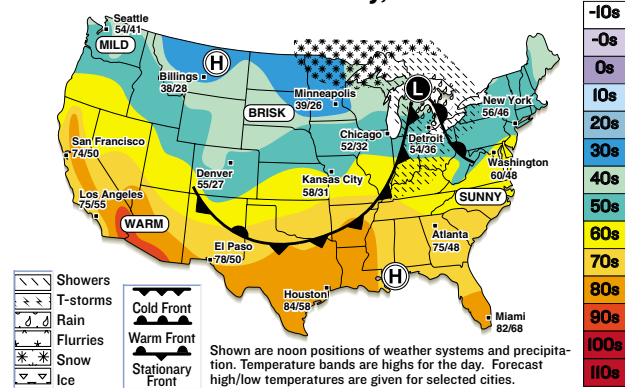 Seattle
54/41
MILD
H
Billings
38/28
Minneapolis
39/26
BRISK
L
New York
56/46
Chicago
52/32
Detroit
54/36
San Francisco
74/50
Denver
55/27
Kansas City
58/31
Washington
60/48
Los Angeles
75/55
SUNNY
WARM
El Paso
78/50
Atlanta
75/48
H
Houston
84/58
Miami
82/68
Showers
T-storms
Rain
Flurries
Snow
Ice
Cold Front
Warm Front
Stationary
Front
Shown are noon positions of weather systems and precipita-
tion. Temperature bands are highs for the day. Forecast
high/low temperatures are given for selected cities.
-10s
-0s
0s
10s
20s
30s
40s
50s
60s
70s
80s
90s
100s
110s